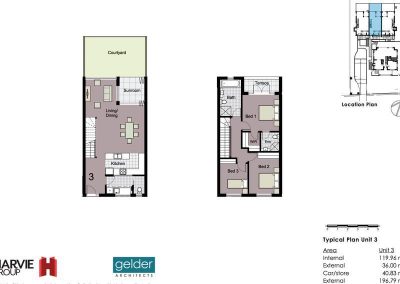 Courtyard
Sunroom
Living/
Dining
Kitchen
3
Terrace
Bath
Bed 1
WIR
Ens
Bed 3
Bed 2
Location Plan
HARVIE
GROUP
gelder
ARCHITECTS
Typical Plan Unit 3
Area Unit 3
Internal 119.96 m
External 36.00 m
Car/store 40.83 m
External 196.79 m